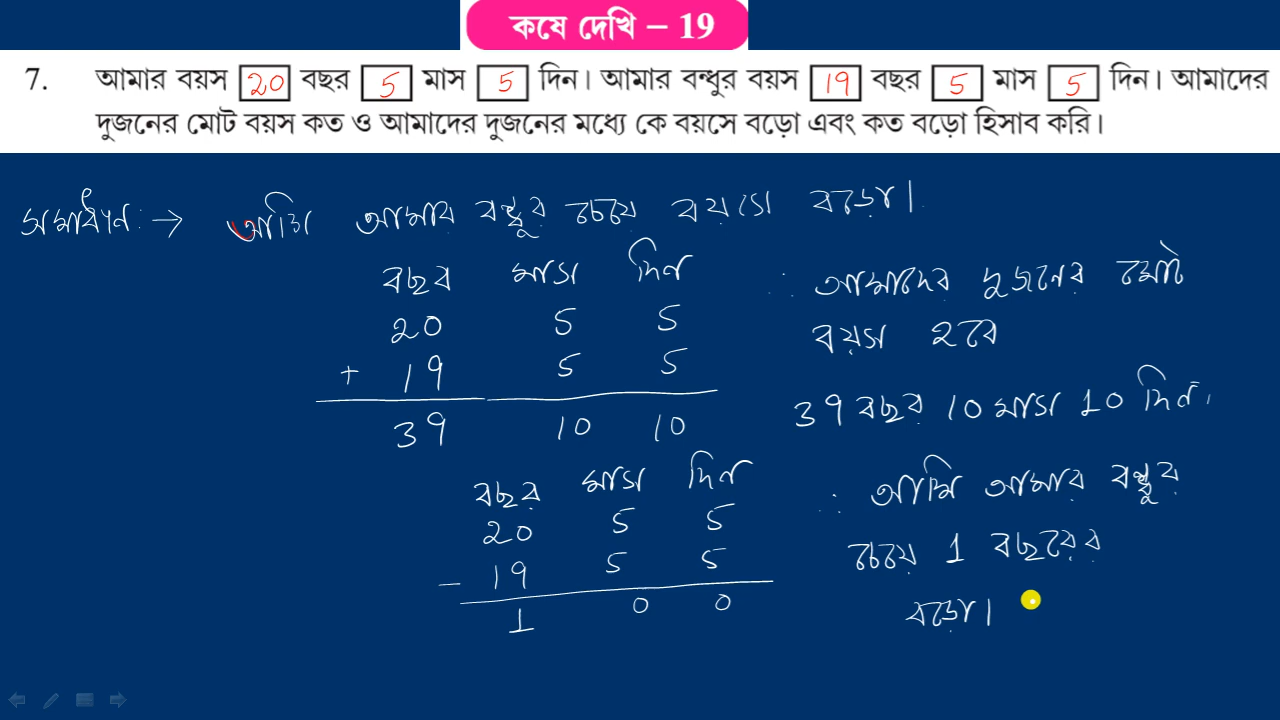 কষে দেখি – 19
7. আমার বয়স 20 বছর 5 মাস 5 দিন। আমার বন্ধুর বয়স 19 বছর 5 মাস 5 দিন। আমাদের
দুজনের মোট বয়স কত ও আমাদের দুজনের মধ্যে কে বয়সে বড়ো এবং কত বড়ো হিসাব করি।
সমাধান:→ আমি আমার বন্ধুর চেয়ে বয়সে বড়ো।
বছর মাস দিন
20 5 5
+ 19 5 5
39 10 10
∴ আমাদের দুজনের মোট
বয়স হবে
39 বছর 10 মাস 10 দিন।
বছর মাস দিন
20 5 5
– 19 5 5
1 0 0
∴ আমি আমার বন্ধুর
চেয়ে 1 বছরের
বড়ো।